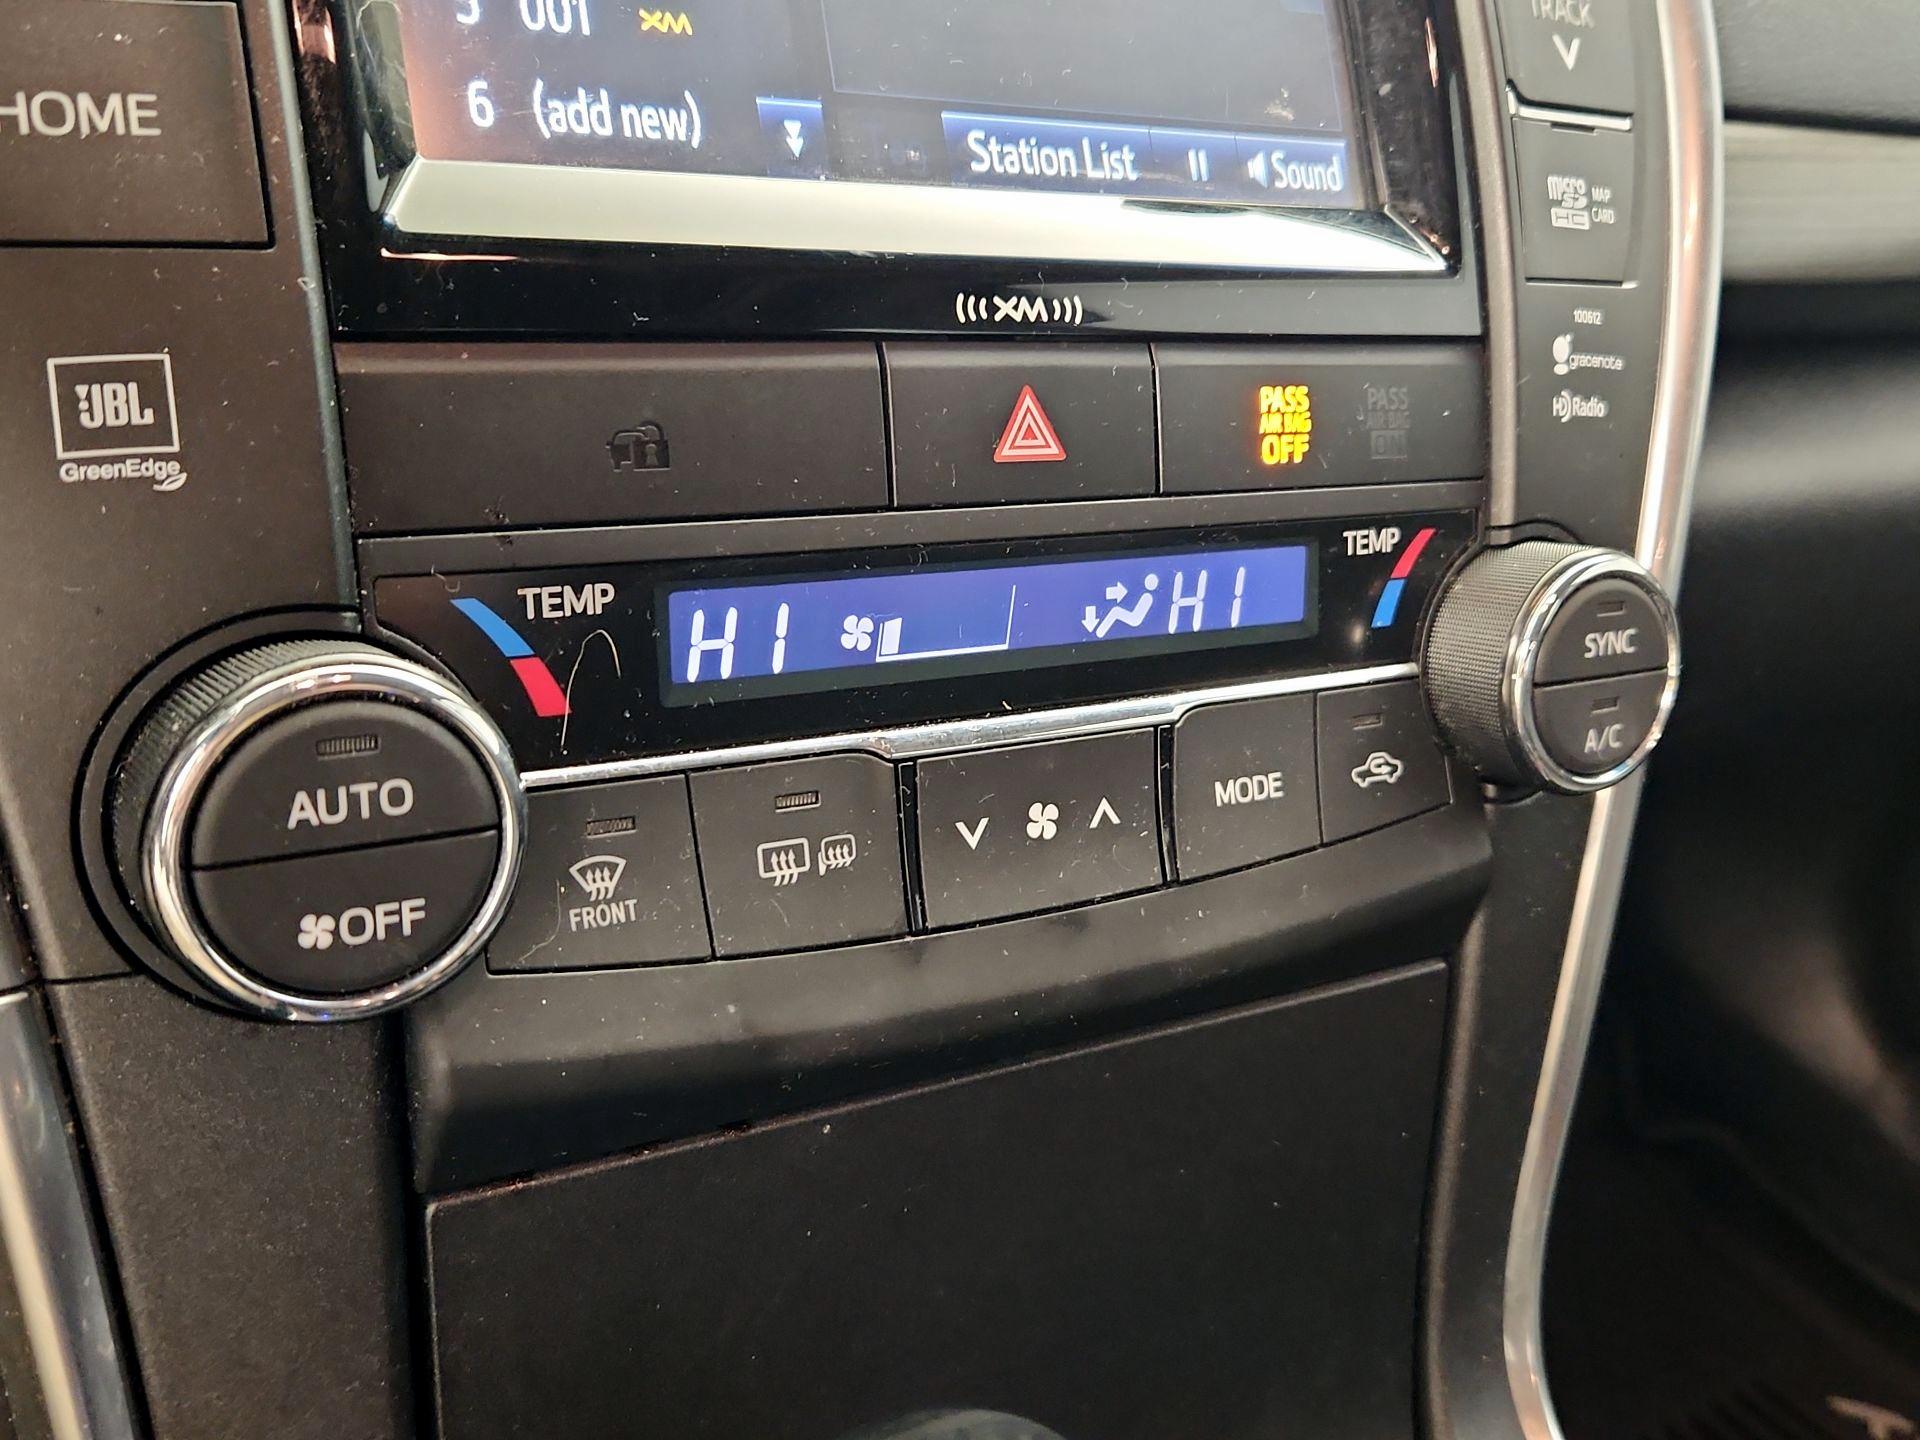 HOME
001 XM
6 (add new)
Station List
Sound
TRACK
micro SD HC
MAP CARD
(((XM)))
100612
gracenote
HD Radio
JBL
GreenEdge
PASS
AIR BAG
OFF
PASS
AIR BAG
ON
TEMP
HI
HI
TEMP
SYNC
A/C
AUTO
OFF
FRONT
MODE